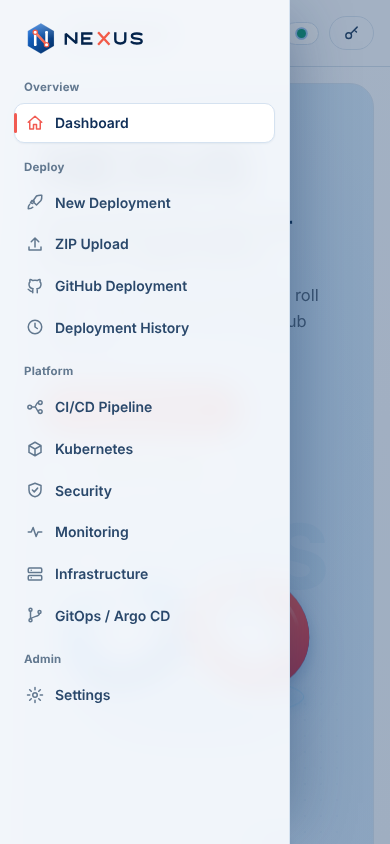 NEXUS
Overview
Dashboard
Deploy
New Deployment
ZIP Upload
GitHub Deployment
roll
Deployment History
Platform
CI/CD Pipeline
Kubernetes
Security
Monitoring
Infrastructure
GitOps / Argo CD
Admin
Settings